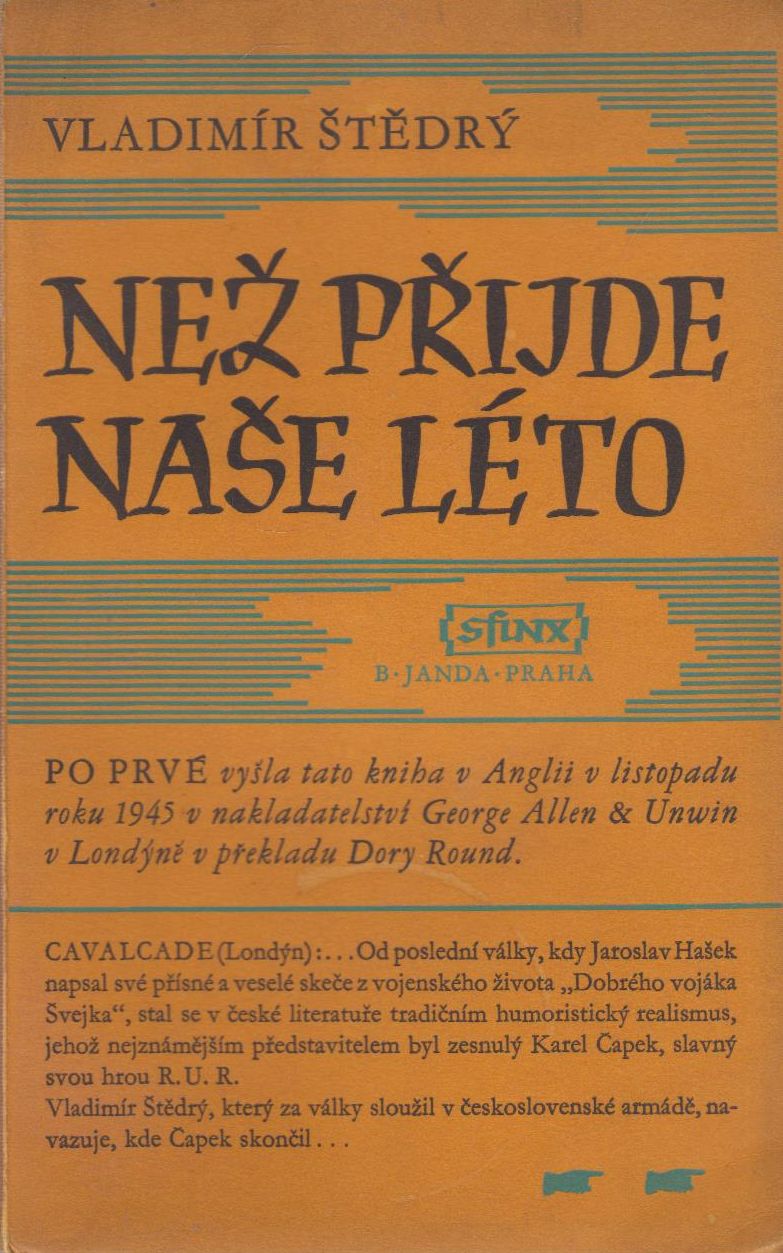 VLADIMÍR ŠTĚDRÝ
NEŽ PŘIJDE
NAŠE LÉTO
sfinx
B·JANDA·PRAHA
PO PRVÉ vyšla tato kniha v Anglii v listopadu
roku 1945 v nakladatelství George Allen & Unwin
v Londýně v překladu Dory Round.
CAVALCADE (Londýn):...Od poslední války, kdy Jaroslav Hašek
napsal své přísné a veselé skeče z vojenského života „Dobrého vojáka
Švejka“, stal se v české literatuře tradičním humoristický realismus,
jehož nejznámějším představitelem byl zesnulý Karel Čapek, slavný
svou hrou R. U. R.
Vladimír Štědrý, který za války sloužil v československé armádě, na-
vazuje, kde Čapek skončil...